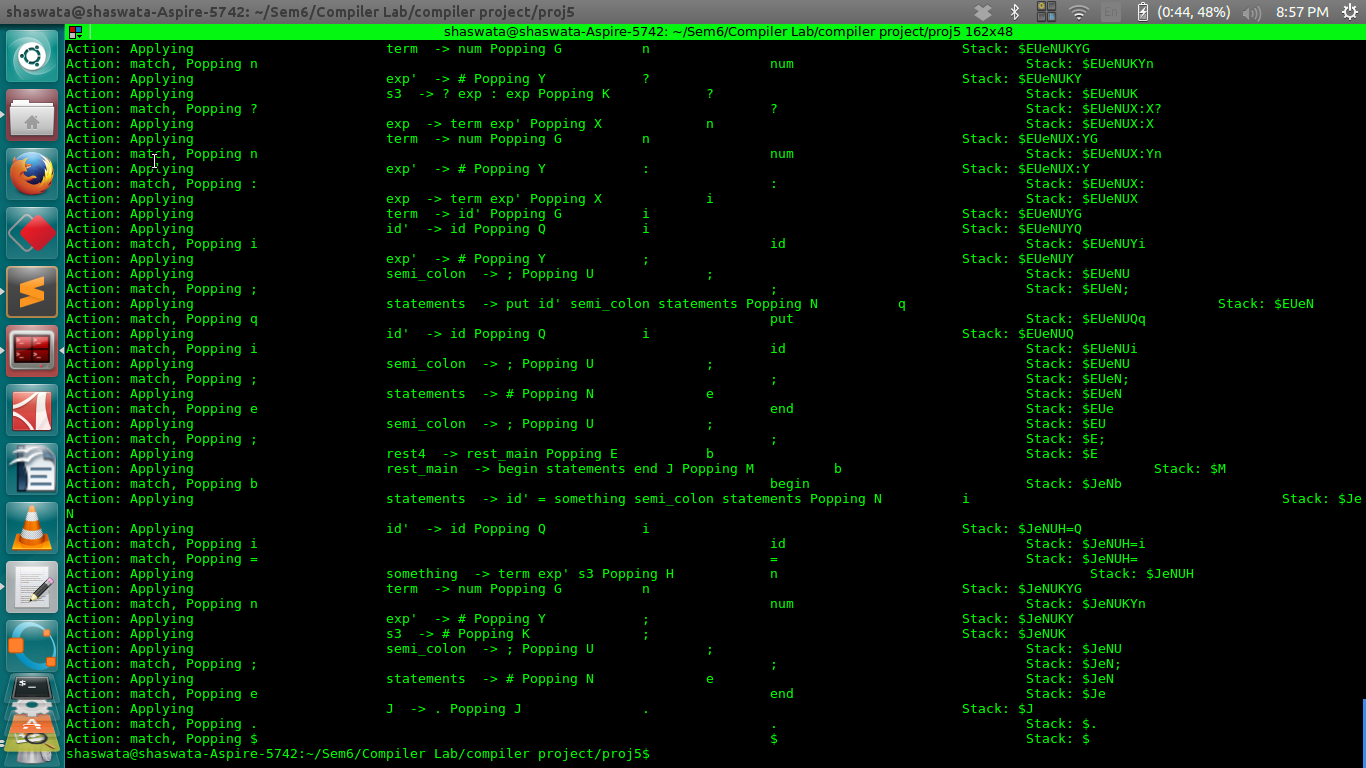 shaswata@shaswata-Aspire-5742: ~/Sem6/Compiler Lab/compiler project/proj5 En (0:44, 48%) 8:57 PM
shaswata@shaswata-Aspire-5742: ~/Sem6/Compiler Lab/compiler project/proj5 162x48
Action: Applying term -> num Popping G n Stack: $EUeNUKYG
Action: match, Popping n num Stack: $EUeNUKYn
Action: Applying exp' -> # Popping Y ? Stack: $EUeNUKY
Action: Applying s3 -> ? exp : exp Popping K ? Stack: $EUeNUK
Action: match, Popping ? ? Stack: $EUeNUX:X?
Action: Applying exp -> term exp' Popping X n Stack: $EUeNUX:X
Action: Applying term -> num Popping G n Stack: $EUeNUX:YG
Action: match, Popping n num Stack: $EUeNUX:Yn
Action: Applying exp' -> # Popping Y : Stack: $EUeNUX:Y
Action: match, Popping : : Stack: $EUeNUX:
Action: Applying exp -> term exp' Popping X i Stack: $EUeNUX
Action: Applying term -> id' Popping G i Stack: $EUeNUYG
Action: Applying id' -> id Popping Q i Stack: $EUeNUYQ
Action: match, Popping i id Stack: $EUeNUYi
Action: Applying exp' -> # Popping Y ; Stack: $EUeNUY
Action: Applying semi_colon -> ; Popping U ; Stack: $EUeNU
Action: match, Popping ; ; Stack: $EUeN;
Action: Applying statements -> put id' semi_colon statements Popping N q Stack: $EUeN
Action: match, Popping q put Stack: $EUeNUQq
Action: Applying id' -> id Popping Q i Stack: $EUeNUQ
Action: match, Popping i id Stack: $EUeNUi
Action: Applying semi_colon -> ; Popping U ; Stack: $EUeNU
Action: match, Popping ; ; Stack: $EUeN;
Action: Applying statements -> # Popping N e Stack: $EUeN
Action: match, Popping e end Stack: $EUe
Action: Applying semi_colon -> ; Popping U ; Stack: $EU
Action: match, Popping ; ; Stack: $E;
Action: Applying rest4 -> rest_main Popping E b Stack: $E
Action: Applying rest_main -> begin statements end J Popping M b Stack: $M
Action: match, Popping b begin Stack: $JeNb
Action: Applying statements -> id' = something semi_colon statements Popping N i Stack: $Je
N
Action: Applying id' -> id Popping Q i Stack: $JeNUH=Q
Action: match, Popping i id Stack: $JeNUH=i
Action: match, Popping = = Stack: $JeNUH=
Action: Applying something -> term exp' s3 Popping H n Stack: $JeNUH
Action: Applying term -> num Popping G n Stack: $JeNUKYG
Action: match, Popping n num Stack: $JeNUKYn
Action: Applying exp' -> # Popping Y ; Stack: $JeNUKY
Action: Applying s3 -> # Popping K ; Stack: $JeNUK
Action: Applying semi_colon -> ; Popping U ; Stack: $JeNU
Action: match, Popping ; ; Stack: $JeN;
Action: Applying statements -> # Popping N e Stack: $JeN
Action: match, Popping e end Stack: $Je
Action: Applying J -> . Popping J . Stack: $J
Action: match, Popping . . Stack: $.
Action: match, Popping $ $ Stack: $
shaswata@shaswata-Aspire-5742:~/Sem6/Compiler Lab/compiler project/proj5$